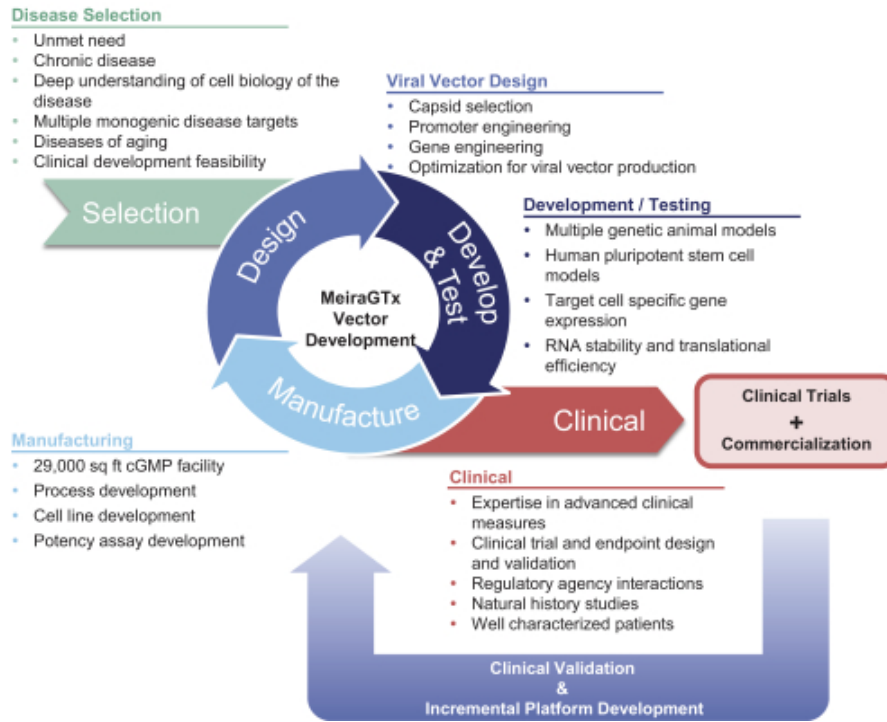 Disease Selection
• Unmet need
• Chronic disease
• Deep understanding of cell biology of the
disease
• Multiple monogenic disease targets
• Diseases of aging
• Clinical development feasibility
Viral Vector Design
• Capsid selection
• Promoter engineering
• Gene engineering
• Optimization for viral vector production
Selection
Design
Develop
& Test
MeiraGTx
Vector
Development
Manufacture
Development / Testing
• Multiple genetic animal models
• Human pluripotent stem cell
models
• Target cell specific gene
expression
• RNA stability and translational
efficiency
Clinical
Clinical Trials
+
Commercialization
Manufacturing
• 29,000 sq ft cGMP facility
• Process development
• Cell line development
• Potency assay development
Clinical
• Expertise in advanced clinical
measures
• Clinical trial and endpoint design
and validation
• Regulatory agency interactions
• Natural history studies
• Well characterized patients
Clinical Validation
&
Incremental Platform Development